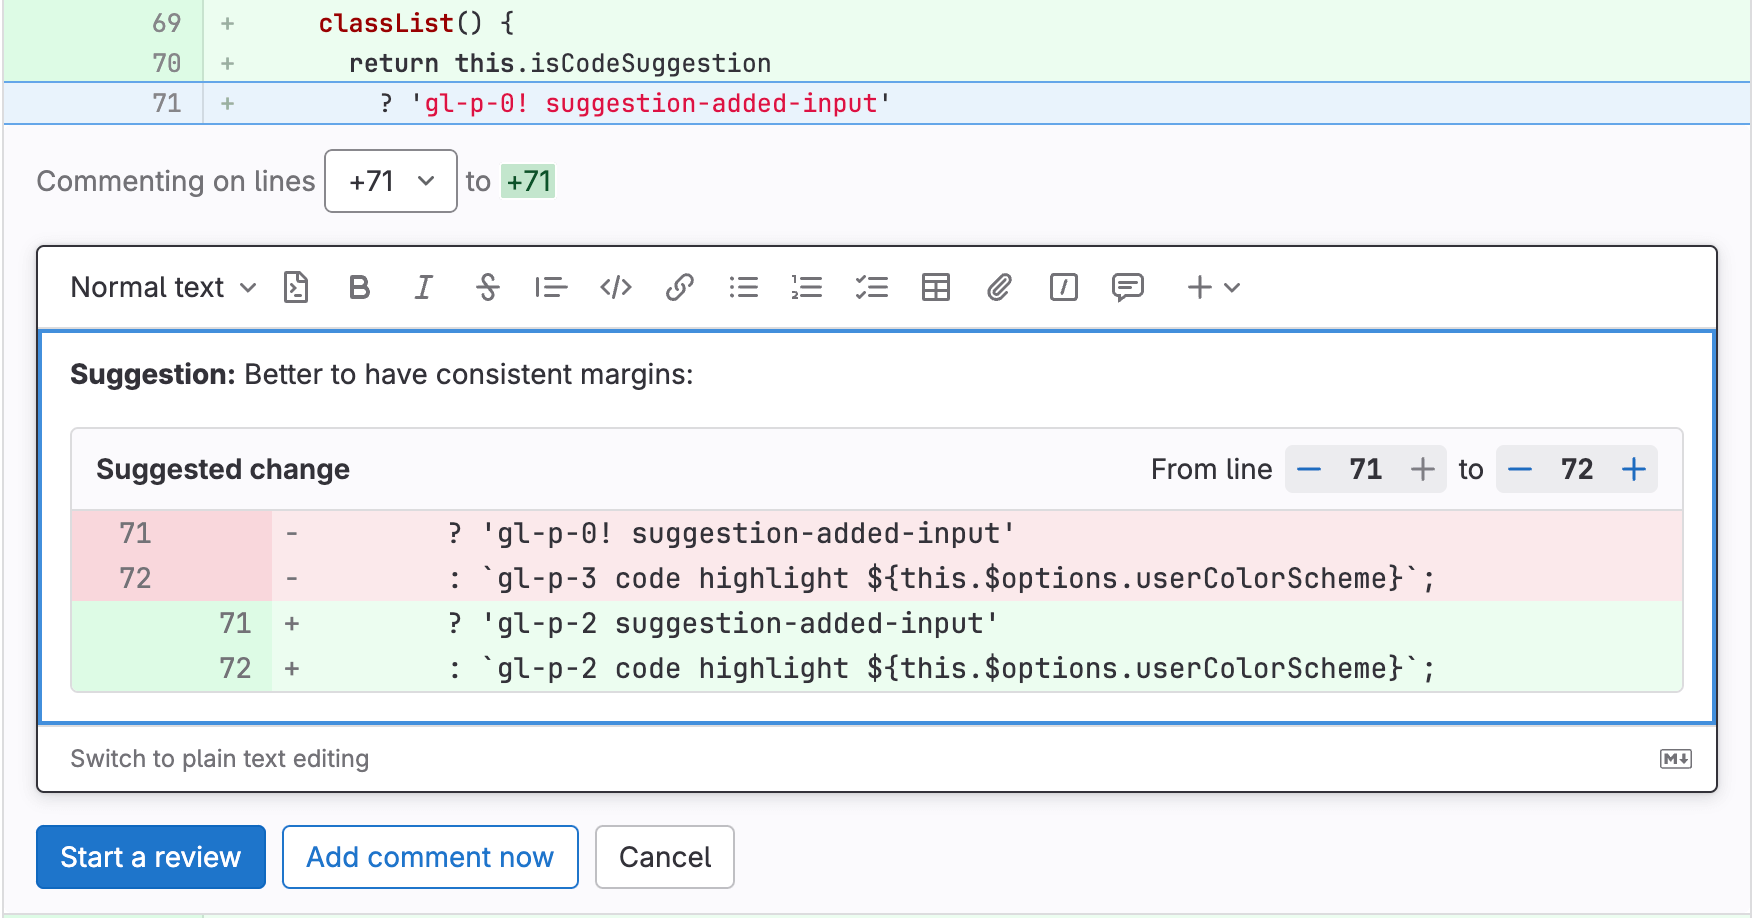 69 + classList() {
70 + return this.isCodeSuggestion
71 + ? 'gl-p-0! suggestion-added-input'
Commenting on lines +71 to +71
Normal text
Suggestion: Better to have consistent margins:
Suggested change From line − 71 + to − 72 +
71 - ? 'gl-p-0! suggestion-added-input'
72 - : `gl-p-3 code highlight ${this.$options.userColorScheme}`;
71 + ? 'gl-p-2 suggestion-added-input'
72 + : `gl-p-2 code highlight ${this.$options.userColorScheme}`;
Switch to plain text editing
Start a review Add comment now Cancel